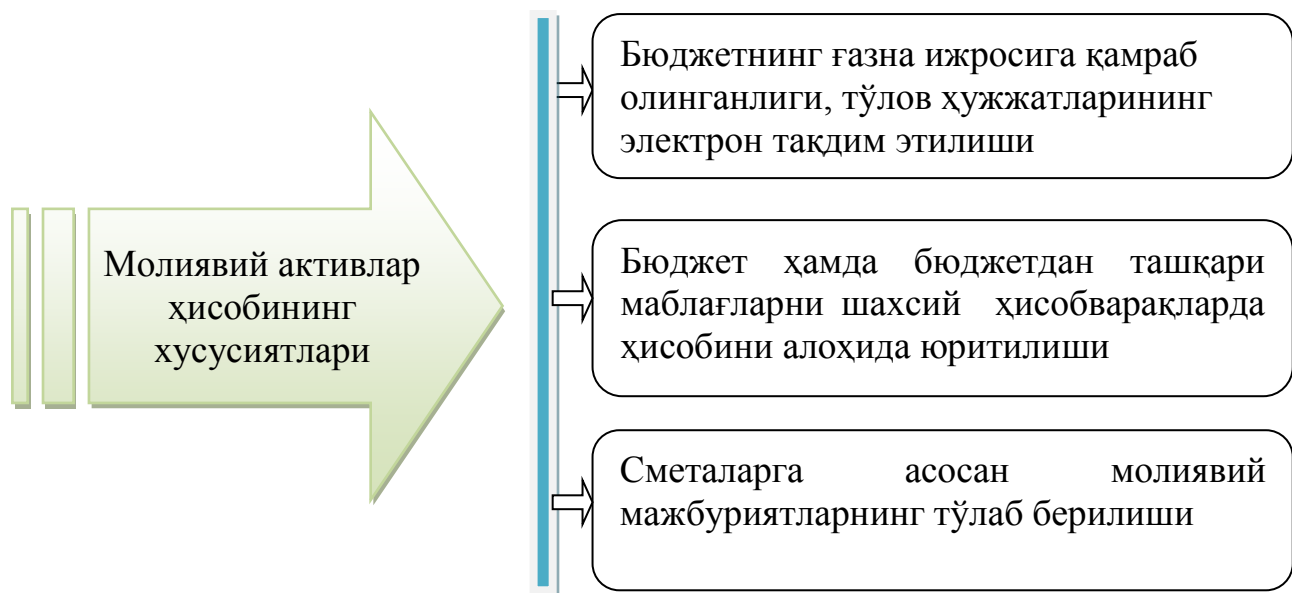 Молиявий активлар
ҳисобининг
хусусиятлари
Бюджетнинг ғазна ижросига қамраб
олинганлиги, тўлов ҳужжатларининг
электрон тақдим этилиши
Бюджет ҳамда бюджетдан ташқари
маблағларни шахсий ҳисобварақларда
ҳисобини алоҳида юритилиши
Сметаларга асосан молиявий
мажбуриятларнинг тўлаб берилиши